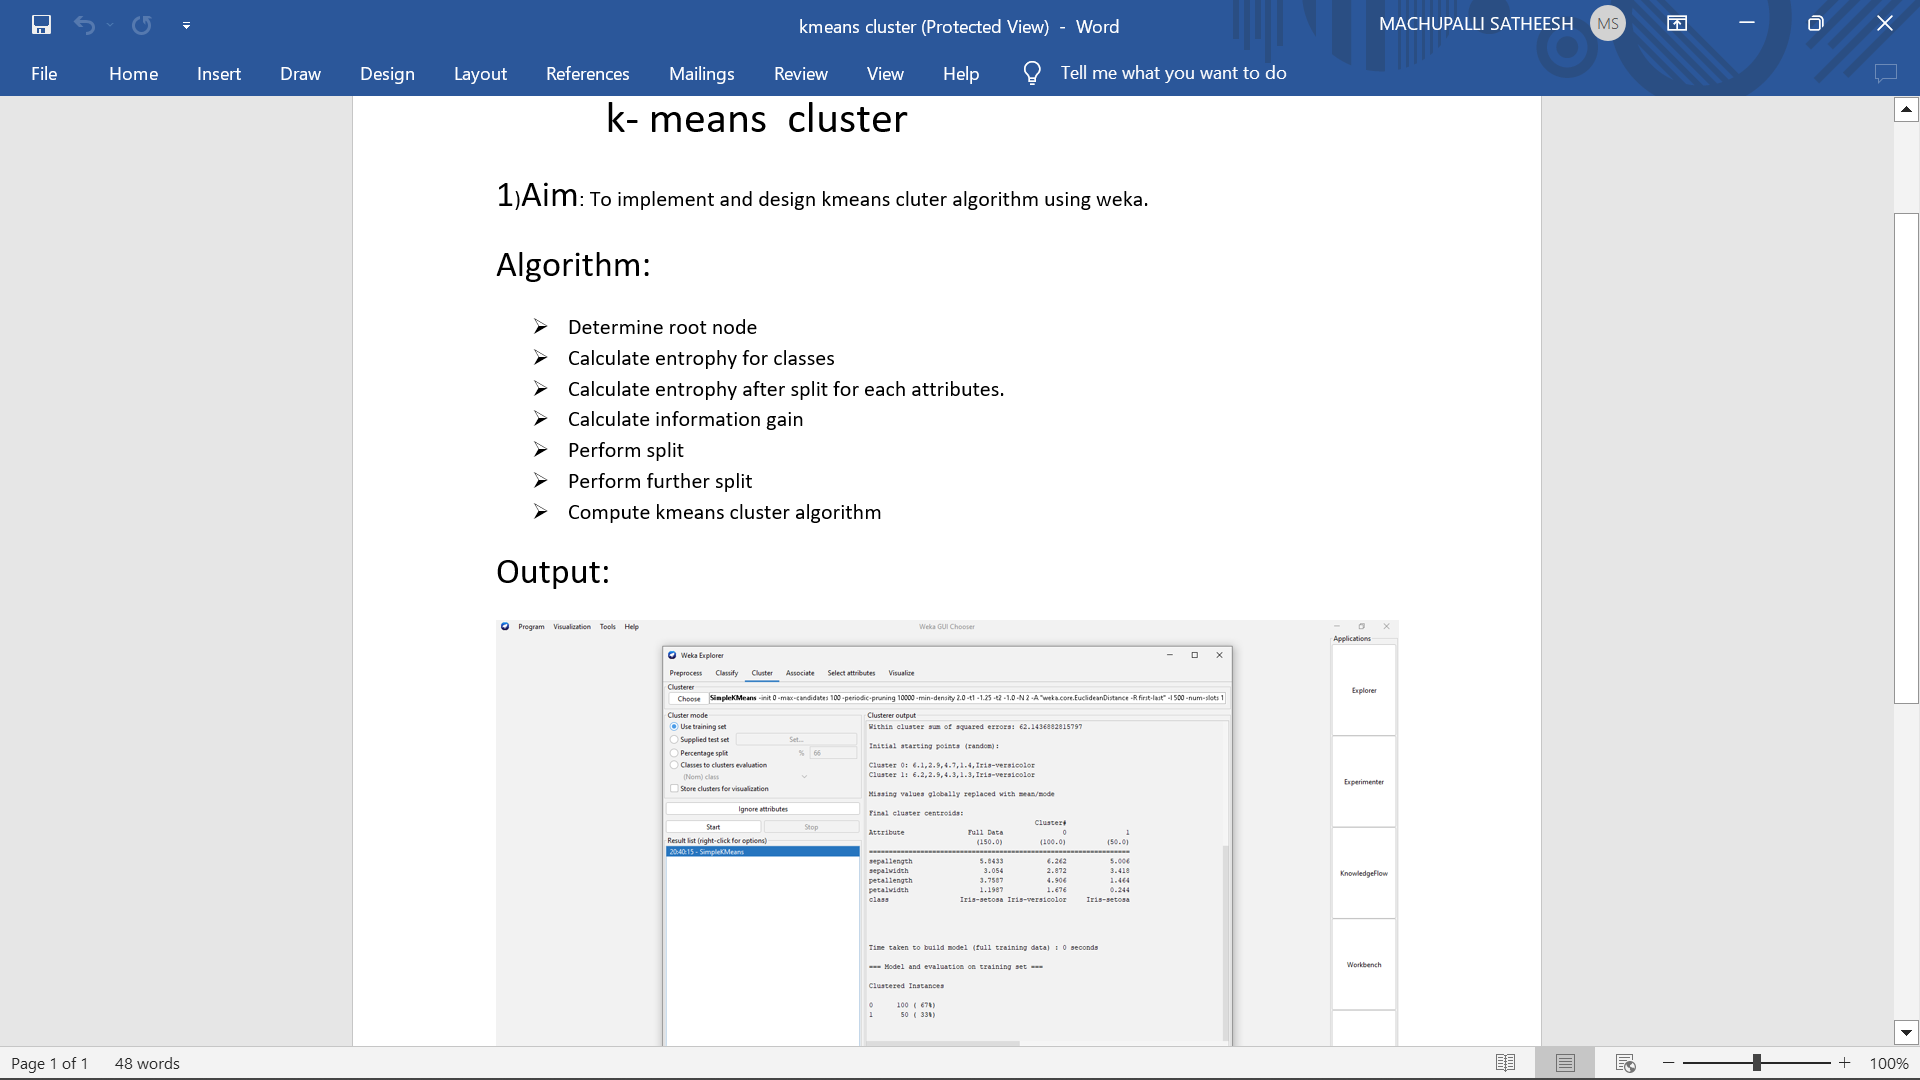 kmeans cluster (Protected View) - Word
MACHUPALLI SATHEESH MS
File Home Insert Draw Design Layout References Mailings Review View Help Tell me what you want to do
k- means cluster
1)Aim: To implement and design kmeans cluter algorithm using weka.
Algorithm:
Determine root node
Calculate entrophy for classes
Calculate entrophy after split for each attributes.
Calculate information gain
Perform split
Perform further split
Compute kmeans cluster algorithm
Output:
Program Visualization Tools Help
Weka GUI Chooser
Applications
Weka Explorer
Preprocess Classify Cluster Associate Select attributes Visualize
Clusterer
Choose SimpleKMeans -init 0 -max-candidates 100 -periodic-pruning 10000 -min-density 2.0 -t1 -1.25 -t2 -1.0 -N 2 -A "weka.core.EuclideanDistance -R first-last" -I 500 -num-slots 1
Cluster mode
Use training set
Supplied test set Set...
Percentage split % 66
Classes to clusters evaluation
(Nom) class
Store clusters for visualization
Ignore attributes
Start Stop
Result list (right-click for options)
20:40:15 - SimpleKMeans
Clusterer output
Within cluster sum of squared errors: 62.1436882815797
Initial starting points (random):
Cluster 0: 6.1,2.9,4.7,1.4,Iris-versicolor
Cluster 1: 6.2,2.9,4.3,1.3,Iris-versicolor
Missing values globally replaced with mean/mode
Final cluster centroids:
Cluster#
Attribute Full Data 0 1
(150.0) (100.0) (50.0)
==================================================================
sepallength 5.8433 6.262 5.006
sepalwidth 3.054 2.872 3.418
petallength 3.7587 4.906 1.464
petalwidth 1.1987 1.676 0.244
class Iris-setosa Iris-versicolor Iris-setosa
Time taken to build model (full training data) : 0 seconds
=== Model and evaluation on training set ===
Clustered Instances
0 100 ( 67%)
1 50 ( 33%)
Explorer
Experimenter
KnowledgeFlow
Workbench
Page 1 of 1 48 words
100%